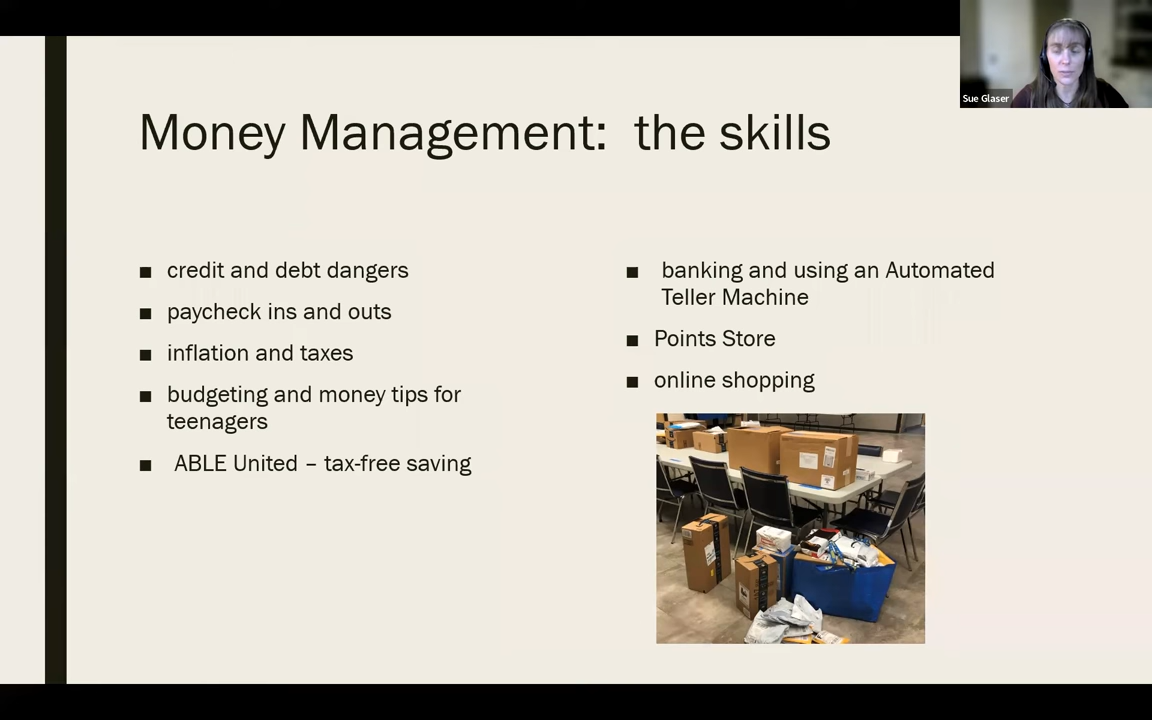 Sue Glaser
Money Management: the skills
■ credit and debt dangers
■ paycheck ins and outs
■ inflation and taxes
■ budgeting and money tips for
teenagers
■ ABLE United – tax-free saving
■ banking and using an Automated
Teller Machine
■ Points Store
■ online shopping